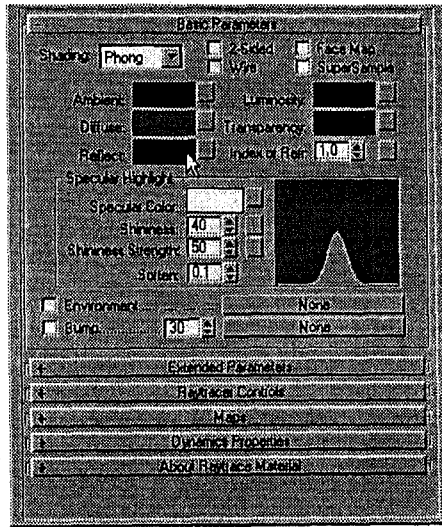 Basic Parameters
Shading: Phong 2-Sided Face Map
Wire SuperSample
Ambient: Luminosity:
Diffuse: Transparency:
Reflect: Index of Refr: 1.0
Specular Highlight
Specular Color:
Shininess: 40
Shininess Strength: 50
Soften: 0.1
Environment... None
Bump........... 30 None
+ Extended Parameters
+ Raytracer Controls
+ Maps
+ Dynamics Properties
+ About Raytrace Material